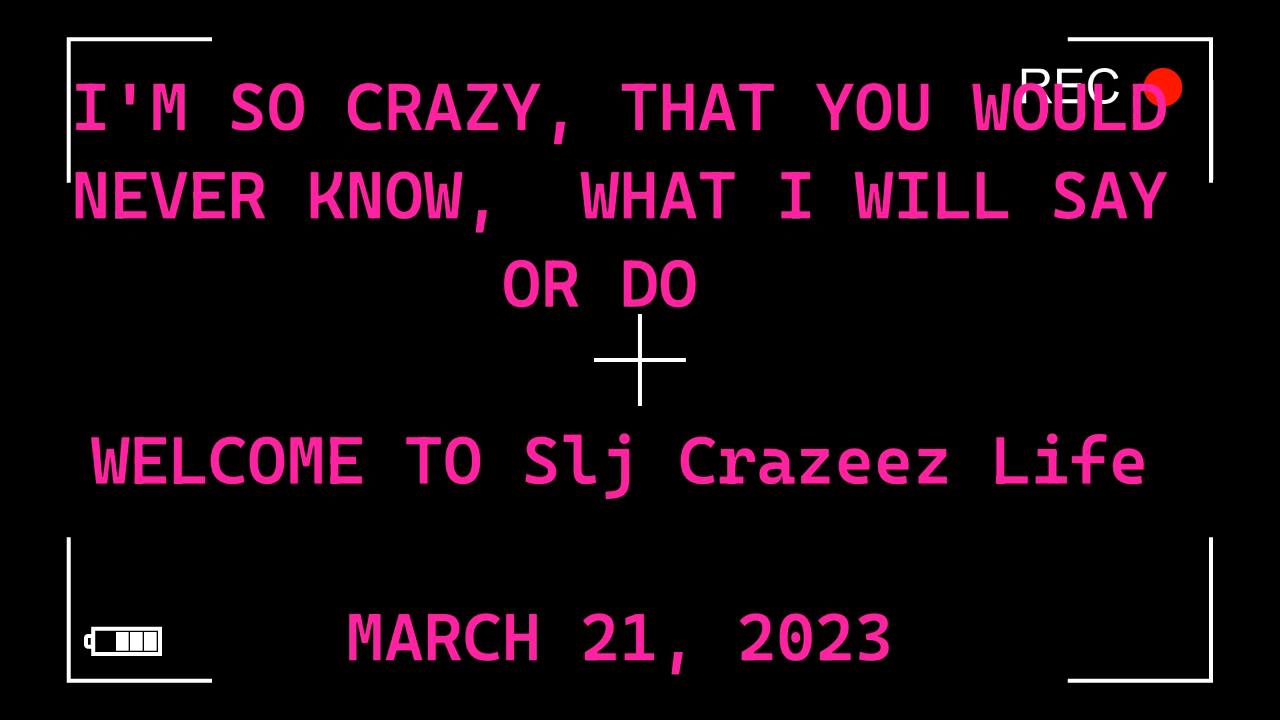 REC
I'M SO CRAZY, THAT YOU WOULD
NEVER KNOW,  WHAT I WILL SAY
OR DO
WELCOME TO Slj Crazeez Life
MARCH 21, 2023